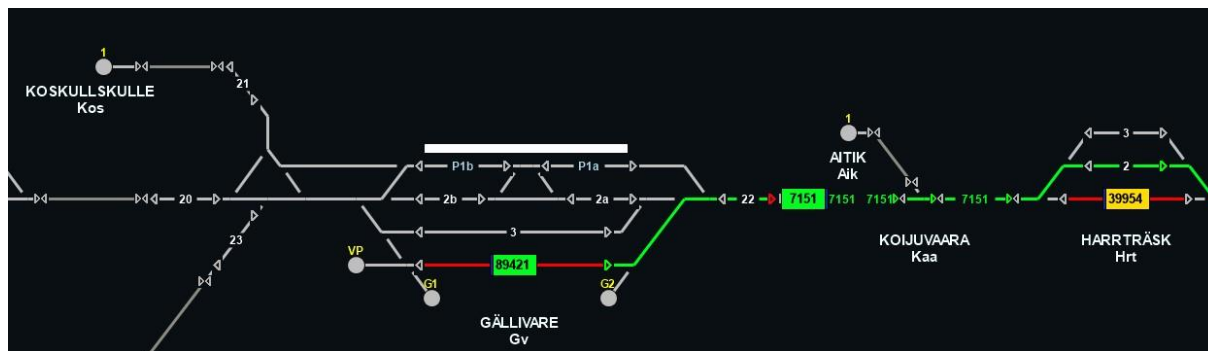 1
KOSKULLSKULLE
Kos
21
20
23
P1b
P1a
2b
2a
3
22
VP
89421
G1
G2
GÄLLIVARE
Gv
1
AITIK
Aik
7151
7151
7151
7151
KOIJUVAARA
Kaa
3
2
39954
HARRTRÄSK
Hrt